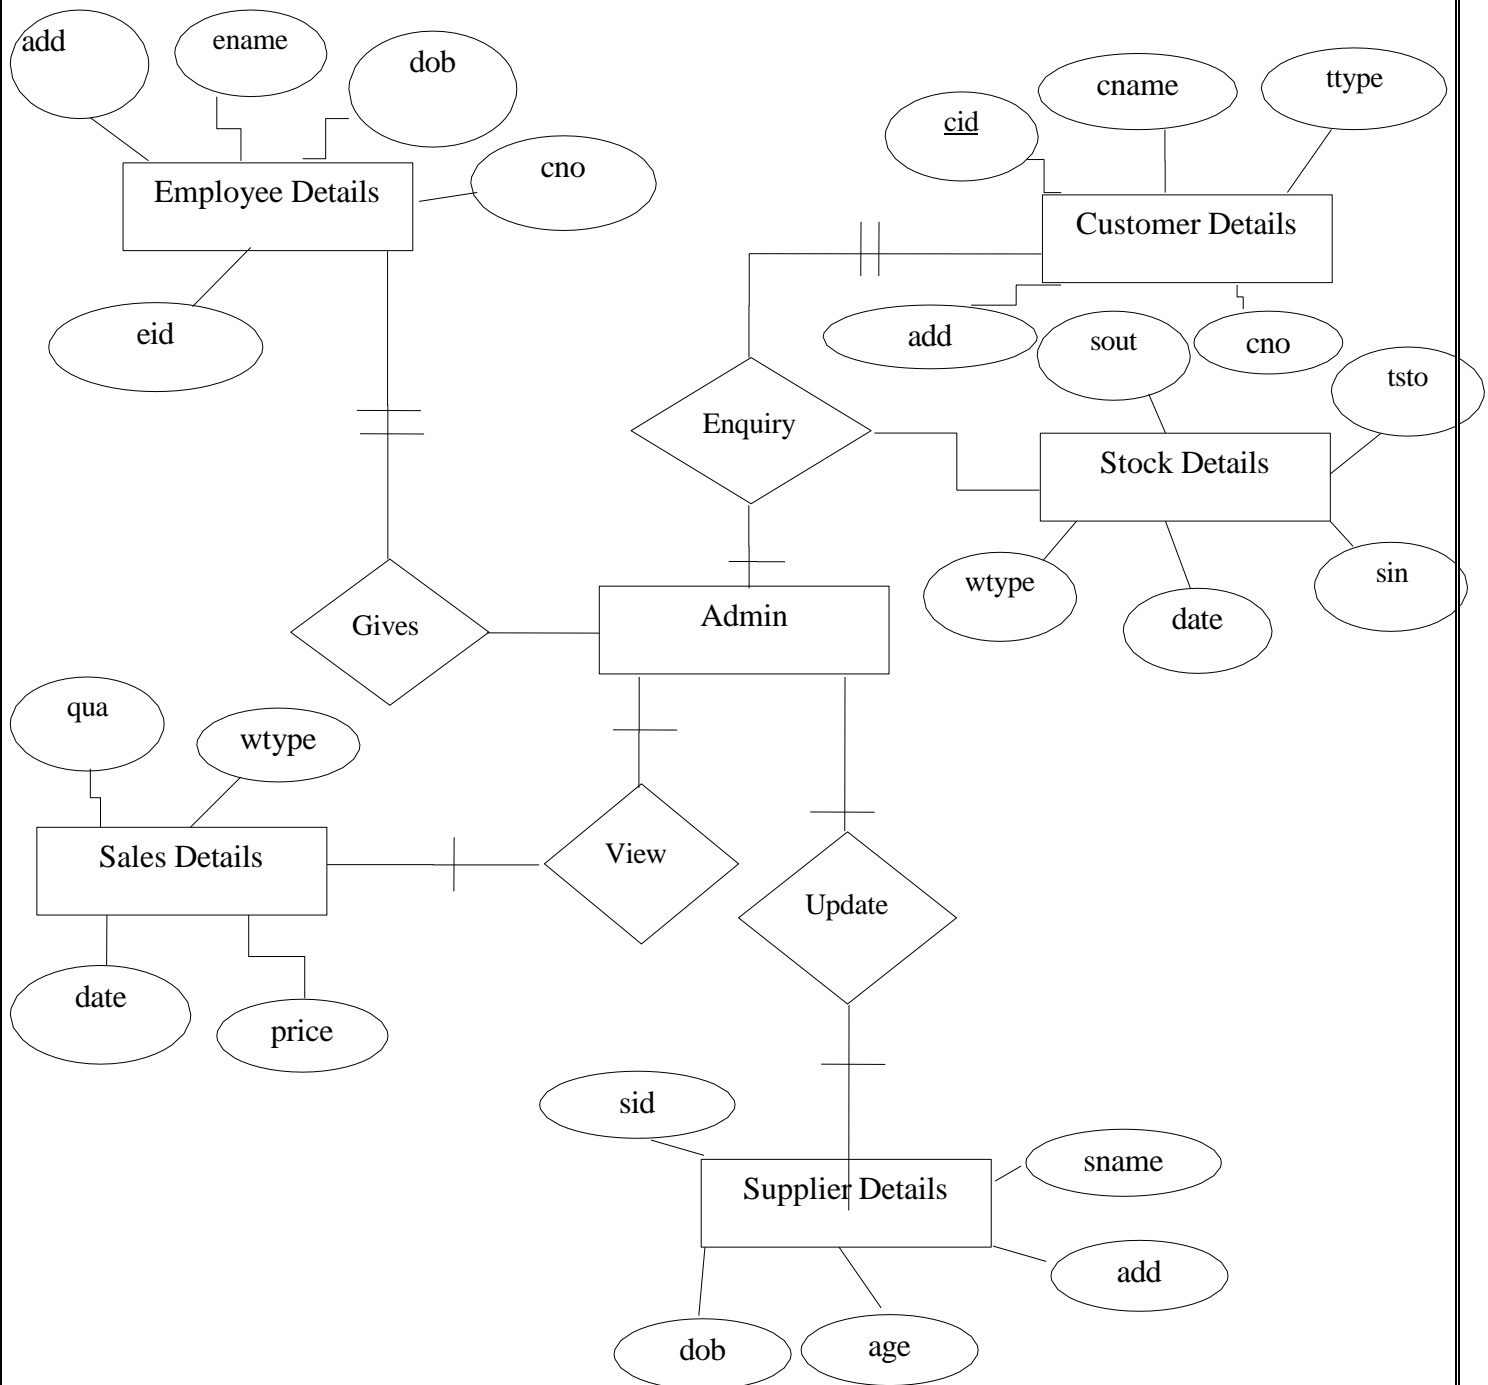 add
ename
dob
cno
Employee Details
eid
cid
cname
ttype
Customer Details
add
cno
sout
tsto
Enquiry
Stock Details
wtype
date
sin
Gives
Admin
qua
wtype
Sales Details
View
Update
date
price
sid
sname
Supplier Details
add
dob
age